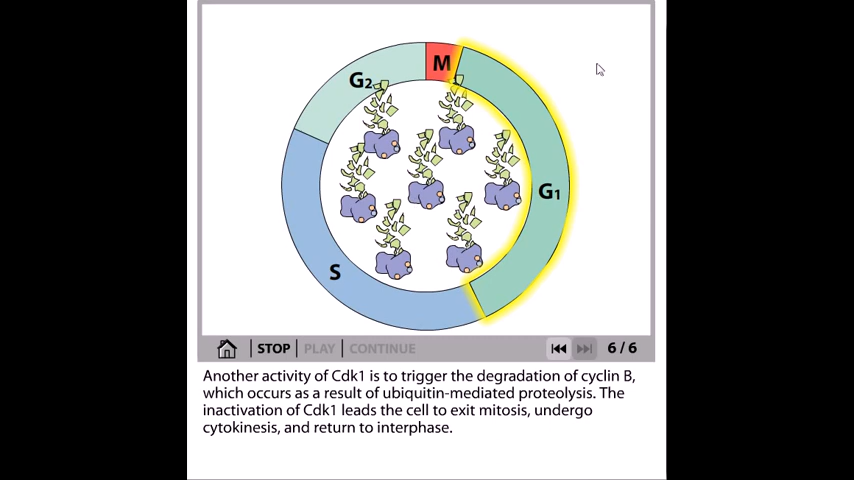 M
G2
G1
S
STOP PLAY CONTINUE 6 / 6
Another activity of Cdk1 is to trigger the degradation of cyclin B,
which occurs as a result of ubiquitin-mediated proteolysis. The
inactivation of Cdk1 leads the cell to exit mitosis, undergo
cytokinesis, and return to interphase.